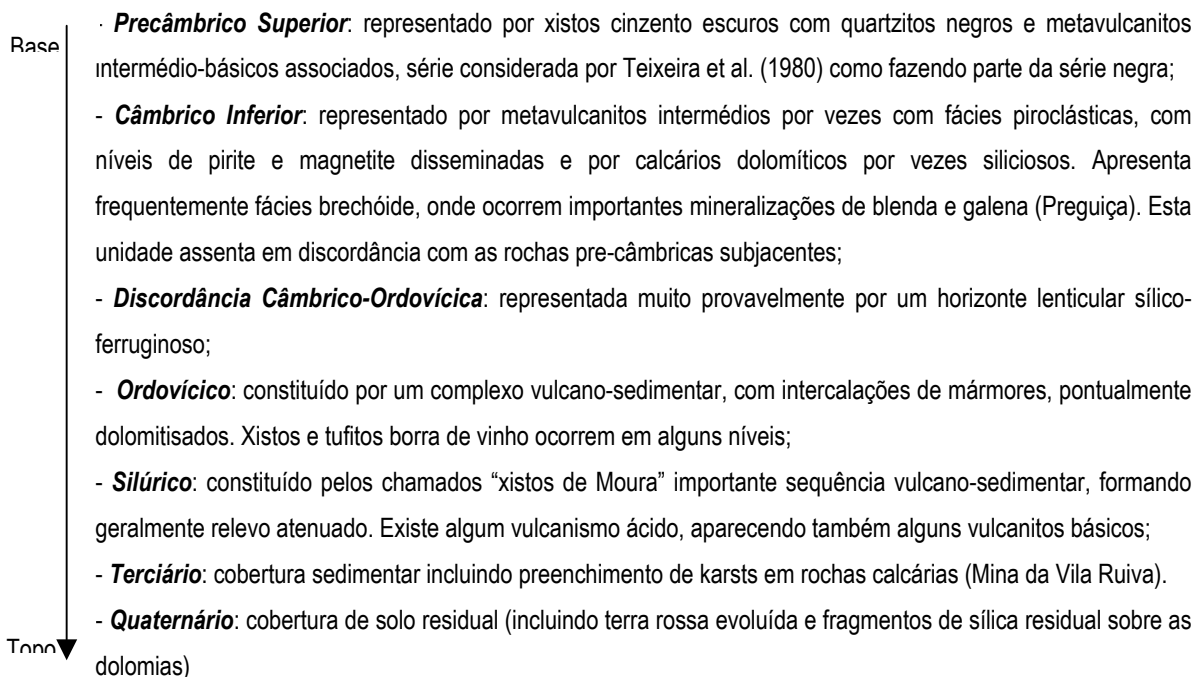 Base
· Precâmbrico Superior: representado por xistos cinzento escuros com quartzitos negros e metavulcanitos
intermédio-básicos associados, série considerada por Teixeira et al. (1980) como fazendo parte da série negra;
- Câmbrico Inferior: representado por metavulcanitos intermédios por vezes com fácies piroclásticas, com
níveis de pirite e magnetite disseminadas e por calcários dolomíticos por vezes siliciosos. Apresenta
frequentemente fácies brechóide, onde ocorrem importantes mineralizações de blenda e galena (Preguiça). Esta
unidade assenta em discordância com as rochas pre-câmbricas subjacentes;
- Discordância Câmbrico-Ordovícica: representada muito provavelmente por um horizonte lenticular sílico-
ferruginoso;
- Ordovícico: constituído por um complexo vulcano-sedimentar, com intercalações de mármores, pontualmente
dolomitisados. Xistos e tufitos borra de vinho ocorrem em alguns níveis;
- Silúrico: constituído pelos chamados “xistos de Moura” importante sequência vulcano-sedimentar, formando
geralmente relevo atenuado. Existe algum vulcanismo ácido, aparecendo também alguns vulcanitos básicos;
- Terciário: cobertura sedimentar incluindo preenchimento de karsts em rochas calcárias (Mina da Vila Ruiva).
- Quaternário: cobertura de solo residual (incluindo terra rossa evoluída e fragmentos de sílica residual sobre as
dolomias)
Topo